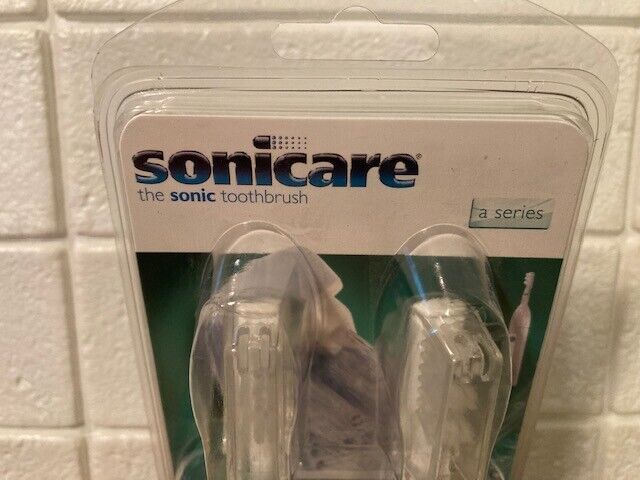 sonicare®
the sonic toothbrush
a series